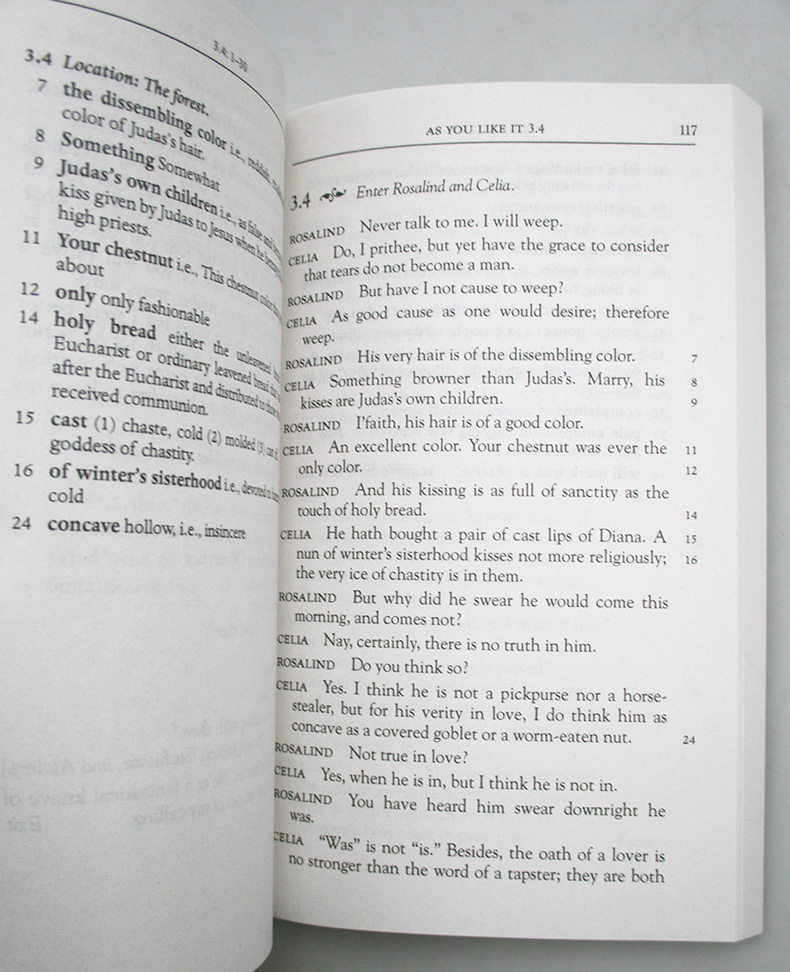 3.4: 1–30
3.4 Location: The forest.
7 the dissembling color i.e., reddish,
color of Judas's hair.
8 Something Somewhat
9 Judas's own children i.e., as false and
kiss given by Judas to Jesus when he
high priests.
11 Your chestnut i.e., This chestnut color
about
12 only only fashionable
14 holy bread either the unleavened
Eucharist or ordinary leavened bread
after the Eucharist and distributed to
received communion.
15 cast (1) chaste, cold (2) molded (3)
goddess of chastity.
16 of winter's sisterhood i.e., devoted to
cold
24 concave hollow, i.e., insincere
AS YOU LIKE IT 3.4 117
3.4 Enter Rosalind and Celia.
ROSALIND Never talk to me. I will weep.
CELIA Do, I prithee, but yet have the grace to consider
that tears do not become a man.
ROSALIND But have I not cause to weep?
CELIA As good cause as one would desire; therefore
weep.
ROSALIND His very hair is of the dissembling color. 7
CELIA Something browner than Judas's. Marry, his 8
kisses are Judas's own children. 9
ROSALIND I'faith, his hair is of a good color.
CELIA An excellent color. Your chestnut was ever the 11
only color. 12
ROSALIND And his kissing is as full of sanctity as the
touch of holy bread. 14
CELIA He hath bought a pair of cast lips of Diana. A 15
nun of winter's sisterhood kisses not more religiously; 16
the very ice of chastity is in them.
ROSALIND But why did he swear he would come this
morning, and comes not?
CELIA Nay, certainly, there is no truth in him.
ROSALIND Do you think so?
CELIA Yes. I think he is not a pickpurse nor a horse-
stealer, but for his verity in love, I do think him as
concave as a covered goblet or a worm-eaten nut. 24
ROSALIND Not true in love?
CELIA Yes, when he is in, but I think he is not in.
ROSALIND You have heard him swear downright he
was.
CELIA "Was" is not "is." Besides, the oath of a lover is
no stronger than the word of a tapster; they are both